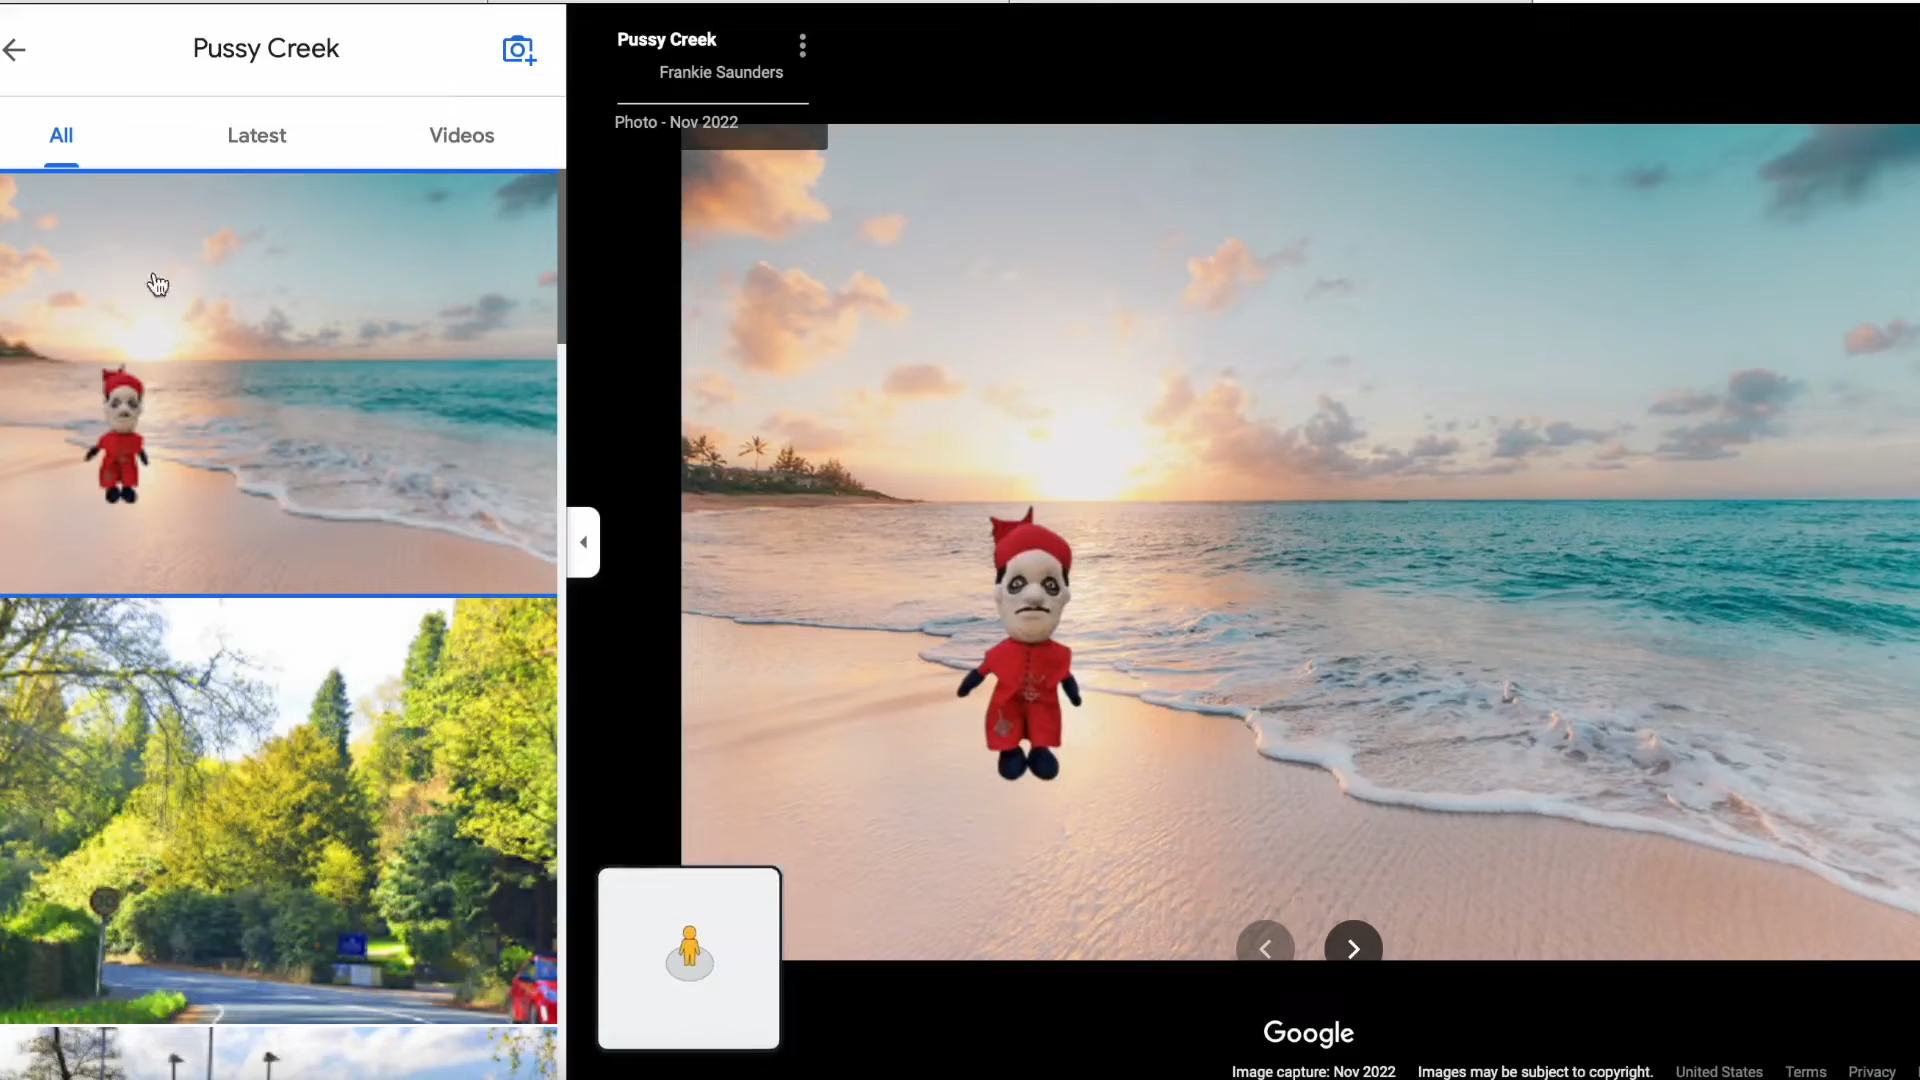 Pussy Creek
All
Latest
Videos
Pussy Creek
Frankie Saunders
Photo - Nov 2022
Google
Image capture: Nov 2022
Images may be subject to copyright.
United States
Terms
Privacy